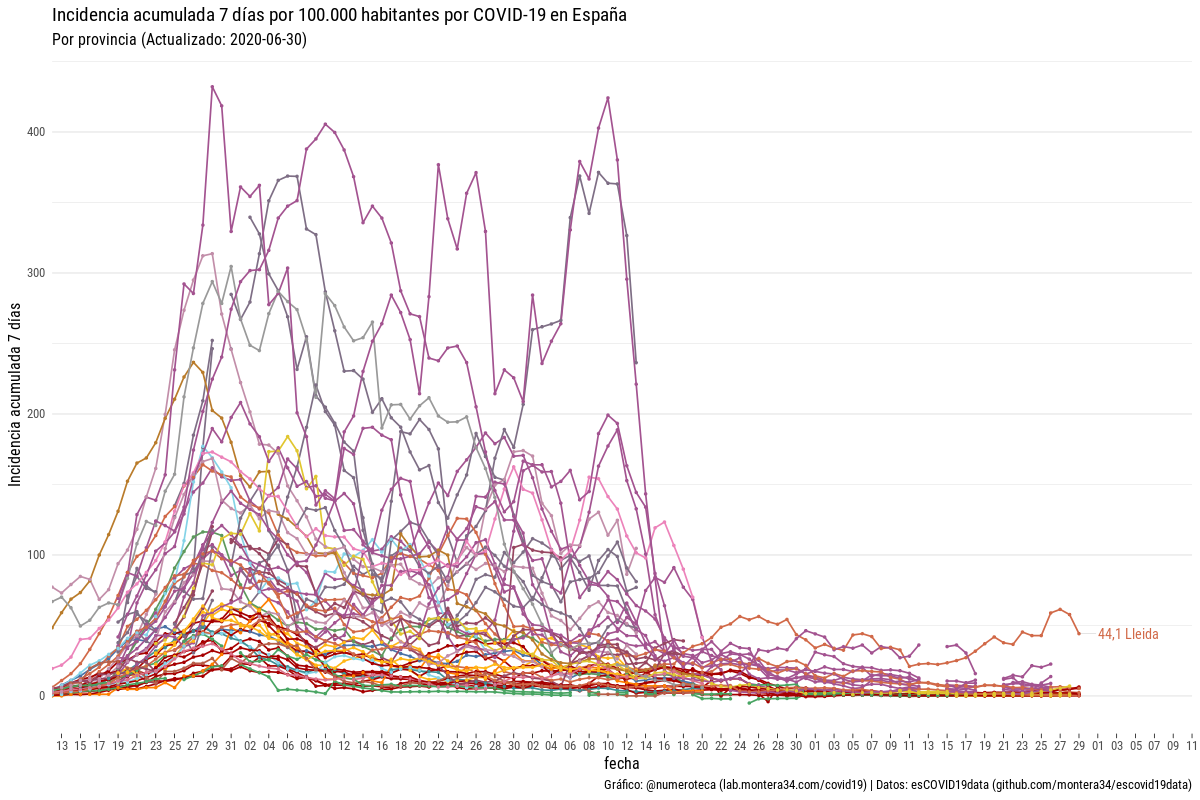 Incidencia acumulada 7 días por 100.000 habitantes por COVID-19 en España
Por provincia (Actualizado: 2020-06-30)
Incidencia acumulada 7 días
400
300
200
100
0
44,1 Lleida
13 15 17 19 21 23 25 27 29 31 02 04 06 08 10 12 14 16 18 20 22 24 26 28 30 02 04 06 08 10 12 14 16 18 20 22 24 26 28 30 01 03 05 07 09 11 13 15 17 19 21 23 25 27 29 01 03 05 07 09 11
fecha
Gráfico: @numeroteca (lab.montera34.com/covid19) | Datos: esCOVID19data (github.com/montera34/escovid19data)